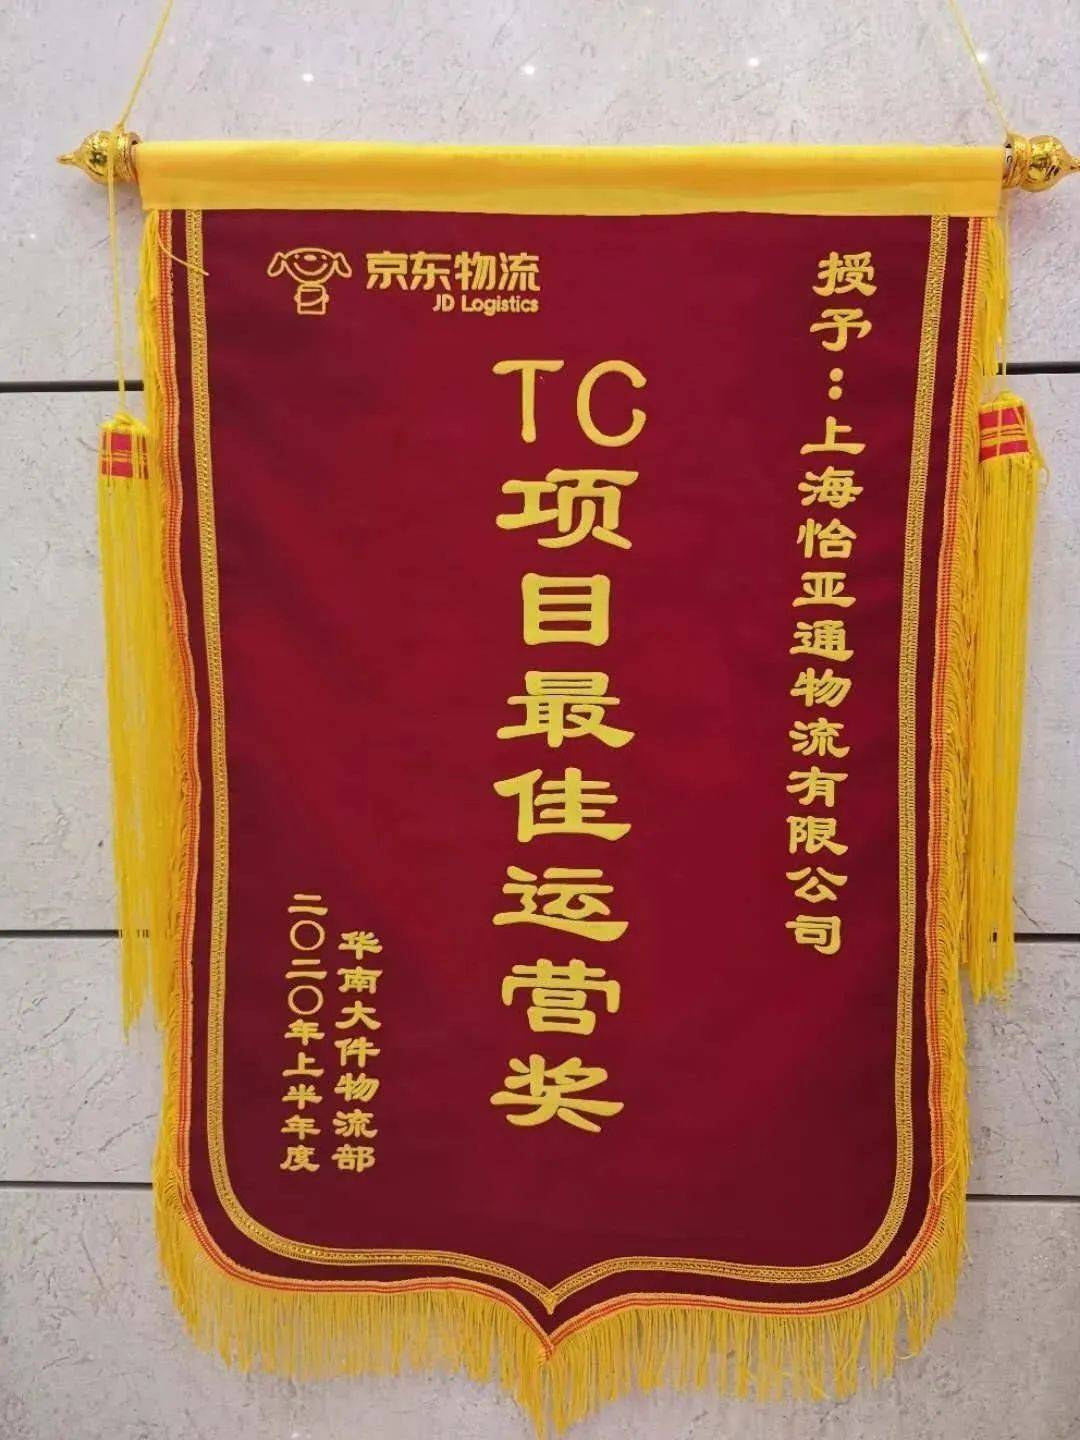 京东物流
JD Logistics
授予：上海怡亚通物流有限公司
TC项目最佳运营奖
华南大件物流部
二〇二〇年上半年度